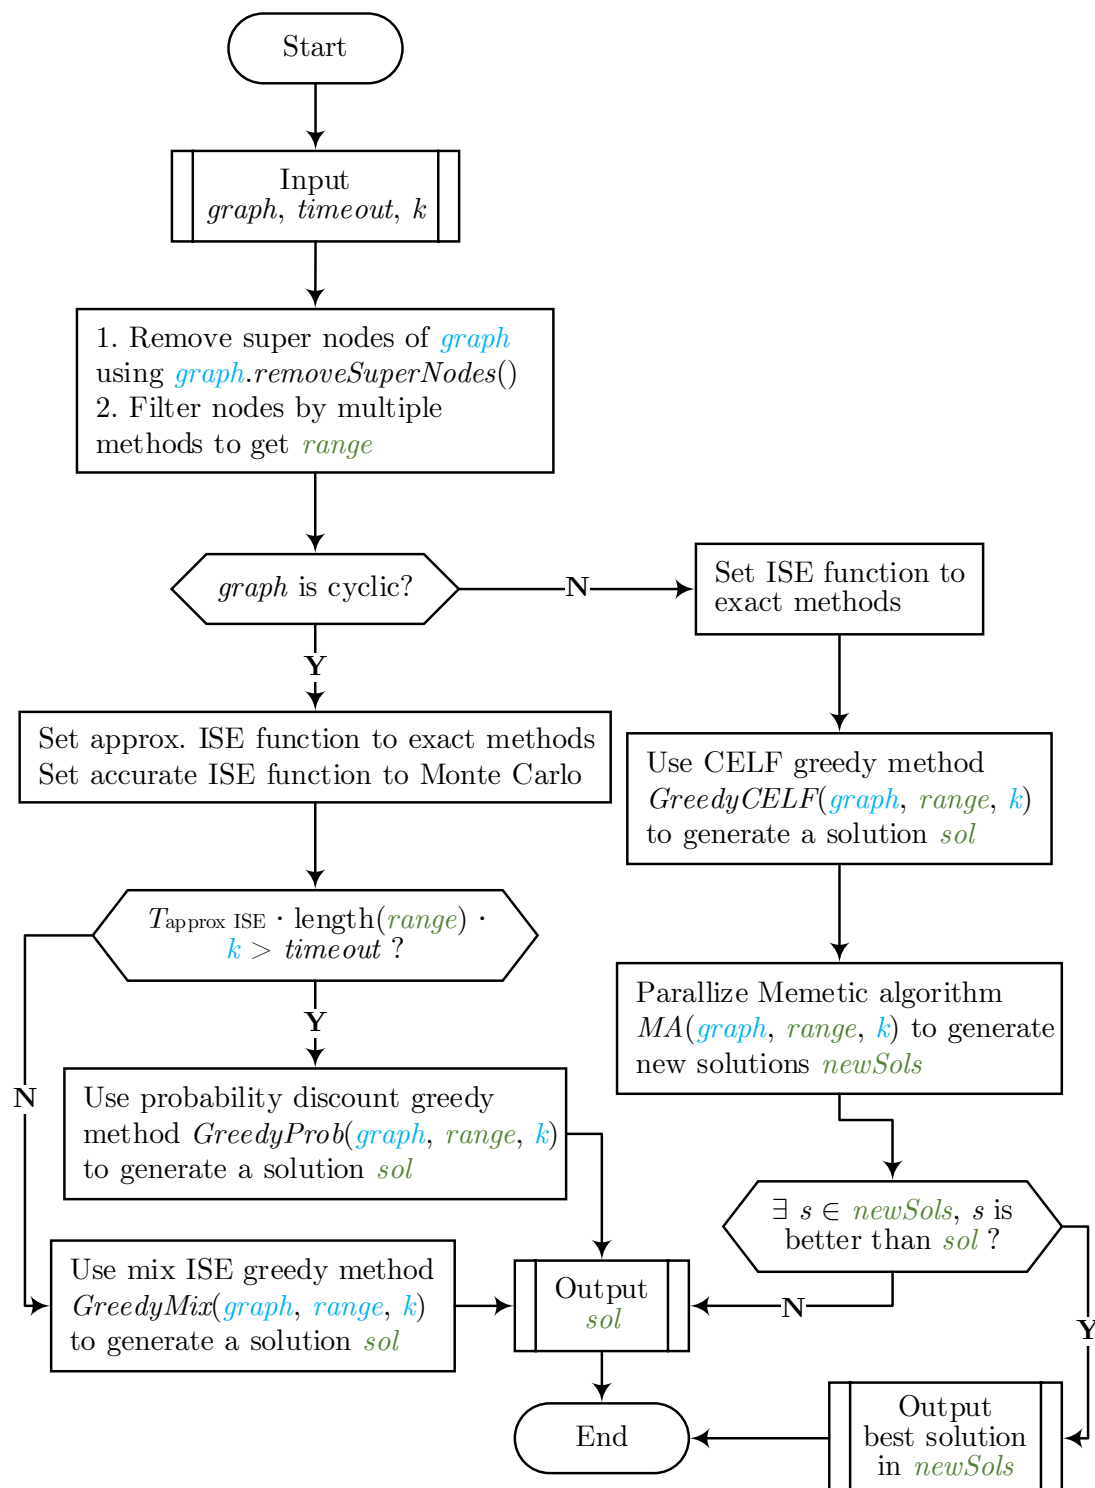 Start
Input
graph, timeout, k
1. Remove super nodes of graph
using graph.removeSuperNodes()
2. Filter nodes by multiple
methods to get range
graph is cyclic?
N
Set ISE function to
exact methods
Y
Set approx. ISE function to exact methods
Set accurate ISE function to Monte Carlo
Use CELF greedy method
GreedyCELF(graph, range, k)
to generate a solution sol
Tapprox ISE · length(range) ·
k > timeout ?
Parallize Memetic algorithm
MA(graph, range, k) to generate
new solutions newSols
Y
N
Use probability discount greedy
method GreedyProb(graph, range, k)
to generate a solution sol
∃ s ∈ newSols, s is
better than sol ?
Use mix ISE greedy method
GreedyMix(graph, range, k)
to generate a solution sol
Output
sol
N
Y
Output
best solution
in newSols
End